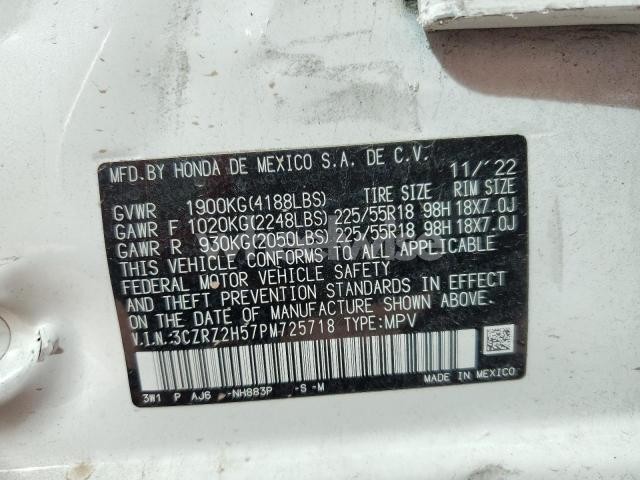 MFD.BY HONDA DE MEXICO S.A. DE C.V. 11/'22
GVWR 1900KG(4188LBS) TIRE SIZE RIM SIZE
GAWR F 1020KG(2248LBS) 225/55R18 98H 18X7.0J
GAWR R 930KG(2050LBS) 225/55R18 98H 18X7.0J
THIS VEHICLE CONFORMS TO ALL APPLICABLE
FEDERAL MOTOR VEHICLE SAFETY
AND THEFT PREVENTION STANDARDS IN EFFECT
ON THE DATE OF MANUFACTURE SHOWN ABOVE.
V.I.N.:3CZRZ2H57PM725718 TYPE:MPV
3W1 P AJ6 -NH883P -S -M
MADE IN MEXICO